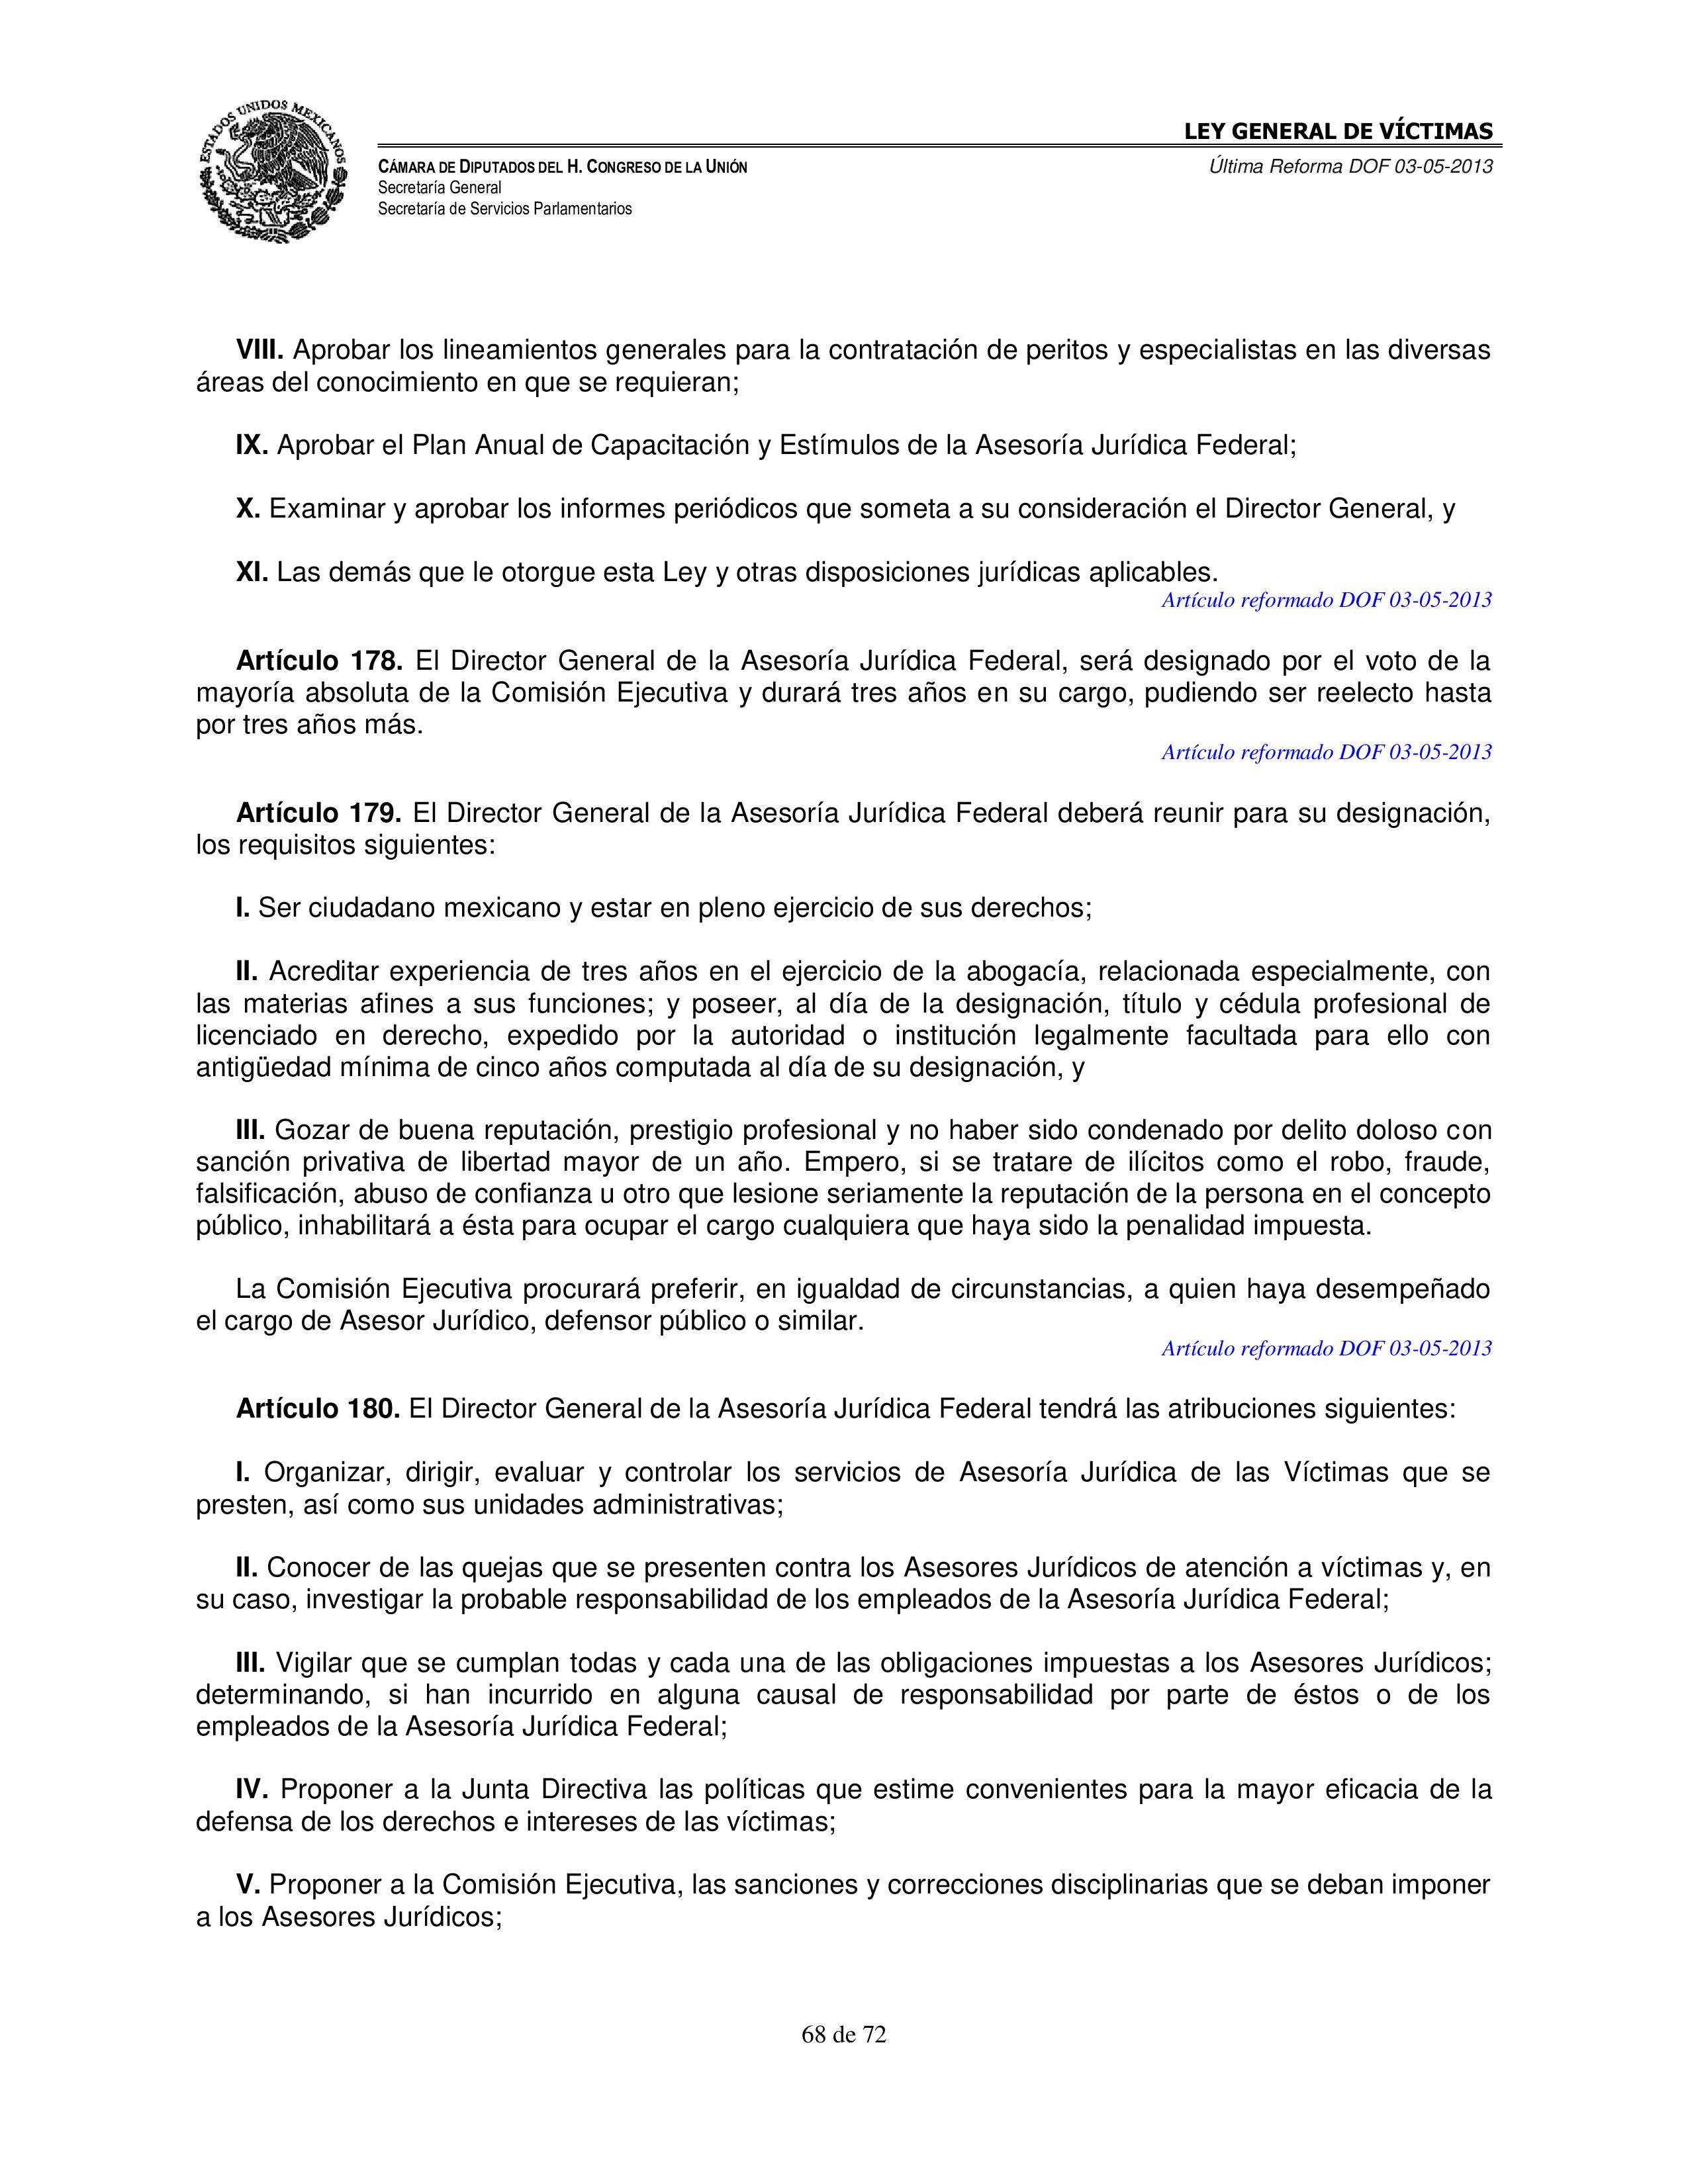 ESTADOS UNIDOS MEXICANOS
LEY GENERAL DE VÍCTIMAS
CÁMARA DE DIPUTADOS DEL H. CONGRESO DE LA UNIÓN
Última Reforma DOF 03-05-2013
Secretaría General
Secretaría de Servicios Parlamentarios
VIII. Aprobar los lineamientos generales para la contratación de peritos y especialistas en las diversas
áreas del conocimiento en que se requieran;
IX. Aprobar el Plan Anual de Capacitación y Estímulos de la Asesoría Jurídica Federal;
X. Examinar y aprobar los informes periódicos que someta a su consideración el Director General, y
XI. Las demás que le otorgue esta Ley y otras disposiciones jurídicas aplicables.
Artículo reformado DOF 03-05-2013
Artículo 178. El Director General de la Asesoría Jurídica Federal, será designado por el voto de la
mayoría absoluta de la Comisión Ejecutiva y durará tres años en su cargo, pudiendo ser reelecto hasta
por tres años más.
Artículo reformado DOF 03-05-2013
Artículo 179. El Director General de la Asesoría Jurídica Federal deberá reunir para su designación,
los requisitos siguientes:
I. Ser ciudadano mexicano y estar en pleno ejercicio de sus derechos;
II. Acreditar experiencia de tres años en el ejercicio de la abogacía, relacionada especialmente, con
las materias afines a sus funciones; y poseer, al día de la designación, título y cédula profesional de
licenciado en derecho, expedido por la autoridad o institución legalmente facultada para ello con
antigüedad mínima de cinco años computada al día de su designación, y
III. Gozar de buena reputación, prestigio profesional y no haber sido condenado por delito doloso con
sanción privativa de libertad mayor de un año. Empero, si se tratare de ilícitos como el robo, fraude,
falsificación, abuso de confianza u otro que lesione seriamente la reputación de la persona en el concepto
público, inhabilitará a ésta para ocupar el cargo cualquiera que haya sido la penalidad impuesta.
La Comisión Ejecutiva procurará preferir, en igualdad de circunstancias, a quien haya desempeñado
el cargo de Asesor Jurídico, defensor público o similar.
Artículo reformado DOF 03-05-2013
Artículo 180. El Director General de la Asesoría Jurídica Federal tendrá las atribuciones siguientes:
I. Organizar, dirigir, evaluar y controlar los servicios de Asesoría Jurídica de las Víctimas que se
presten, así como sus unidades administrativas;
II. Conocer de las quejas que se presenten contra los Asesores Jurídicos de atención a víctimas y, en
su caso, investigar la probable responsabilidad de los empleados de la Asesoría Jurídica Federal;
III. Vigilar que se cumplan todas y cada una de las obligaciones impuestas a los Asesores Jurídicos;
determinando, si han incurrido en alguna causal de responsabilidad por parte de éstos o de los
empleados de la Asesoría Jurídica Federal;
IV. Proponer a la Junta Directiva las políticas que estime convenientes para la mayor eficacia de la
defensa de los derechos e intereses de las víctimas;
V. Proponer a la Comisión Ejecutiva, las sanciones y correcciones disciplinarias que se deban imponer
a los Asesores Jurídicos;
68 de 72